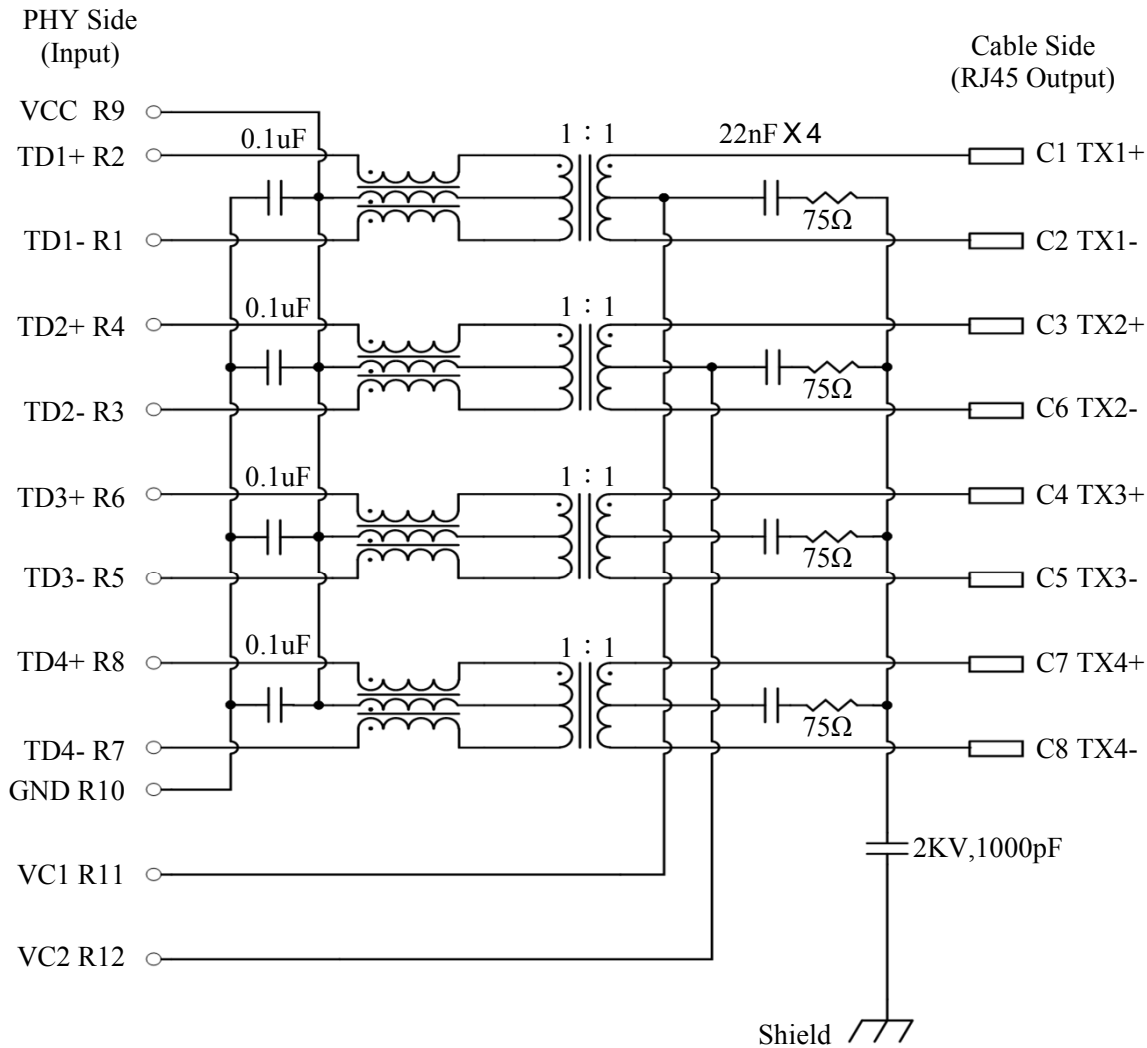 PHY Side
(Input)
Cable Side
(RJ45 Output)
VCC R9
0.1uF
1 : 1
22nF X 4
TD1+ R2
C1 TX1+
75Ω
TD1- R1
C2 TX1-
0.1uF
1 : 1
TD2+ R4
C3 TX2+
75Ω
TD2- R3
C6 TX2-
0.1uF
1 : 1
TD3+ R6
C4 TX3+
75Ω
TD3- R5
C5 TX3-
0.1uF
1 : 1
TD4+ R8
C7 TX4+
75Ω
TD4- R7
C8 TX4-
GND R10
2KV,1000pF
VC1 R11
VC2 R12
Shield